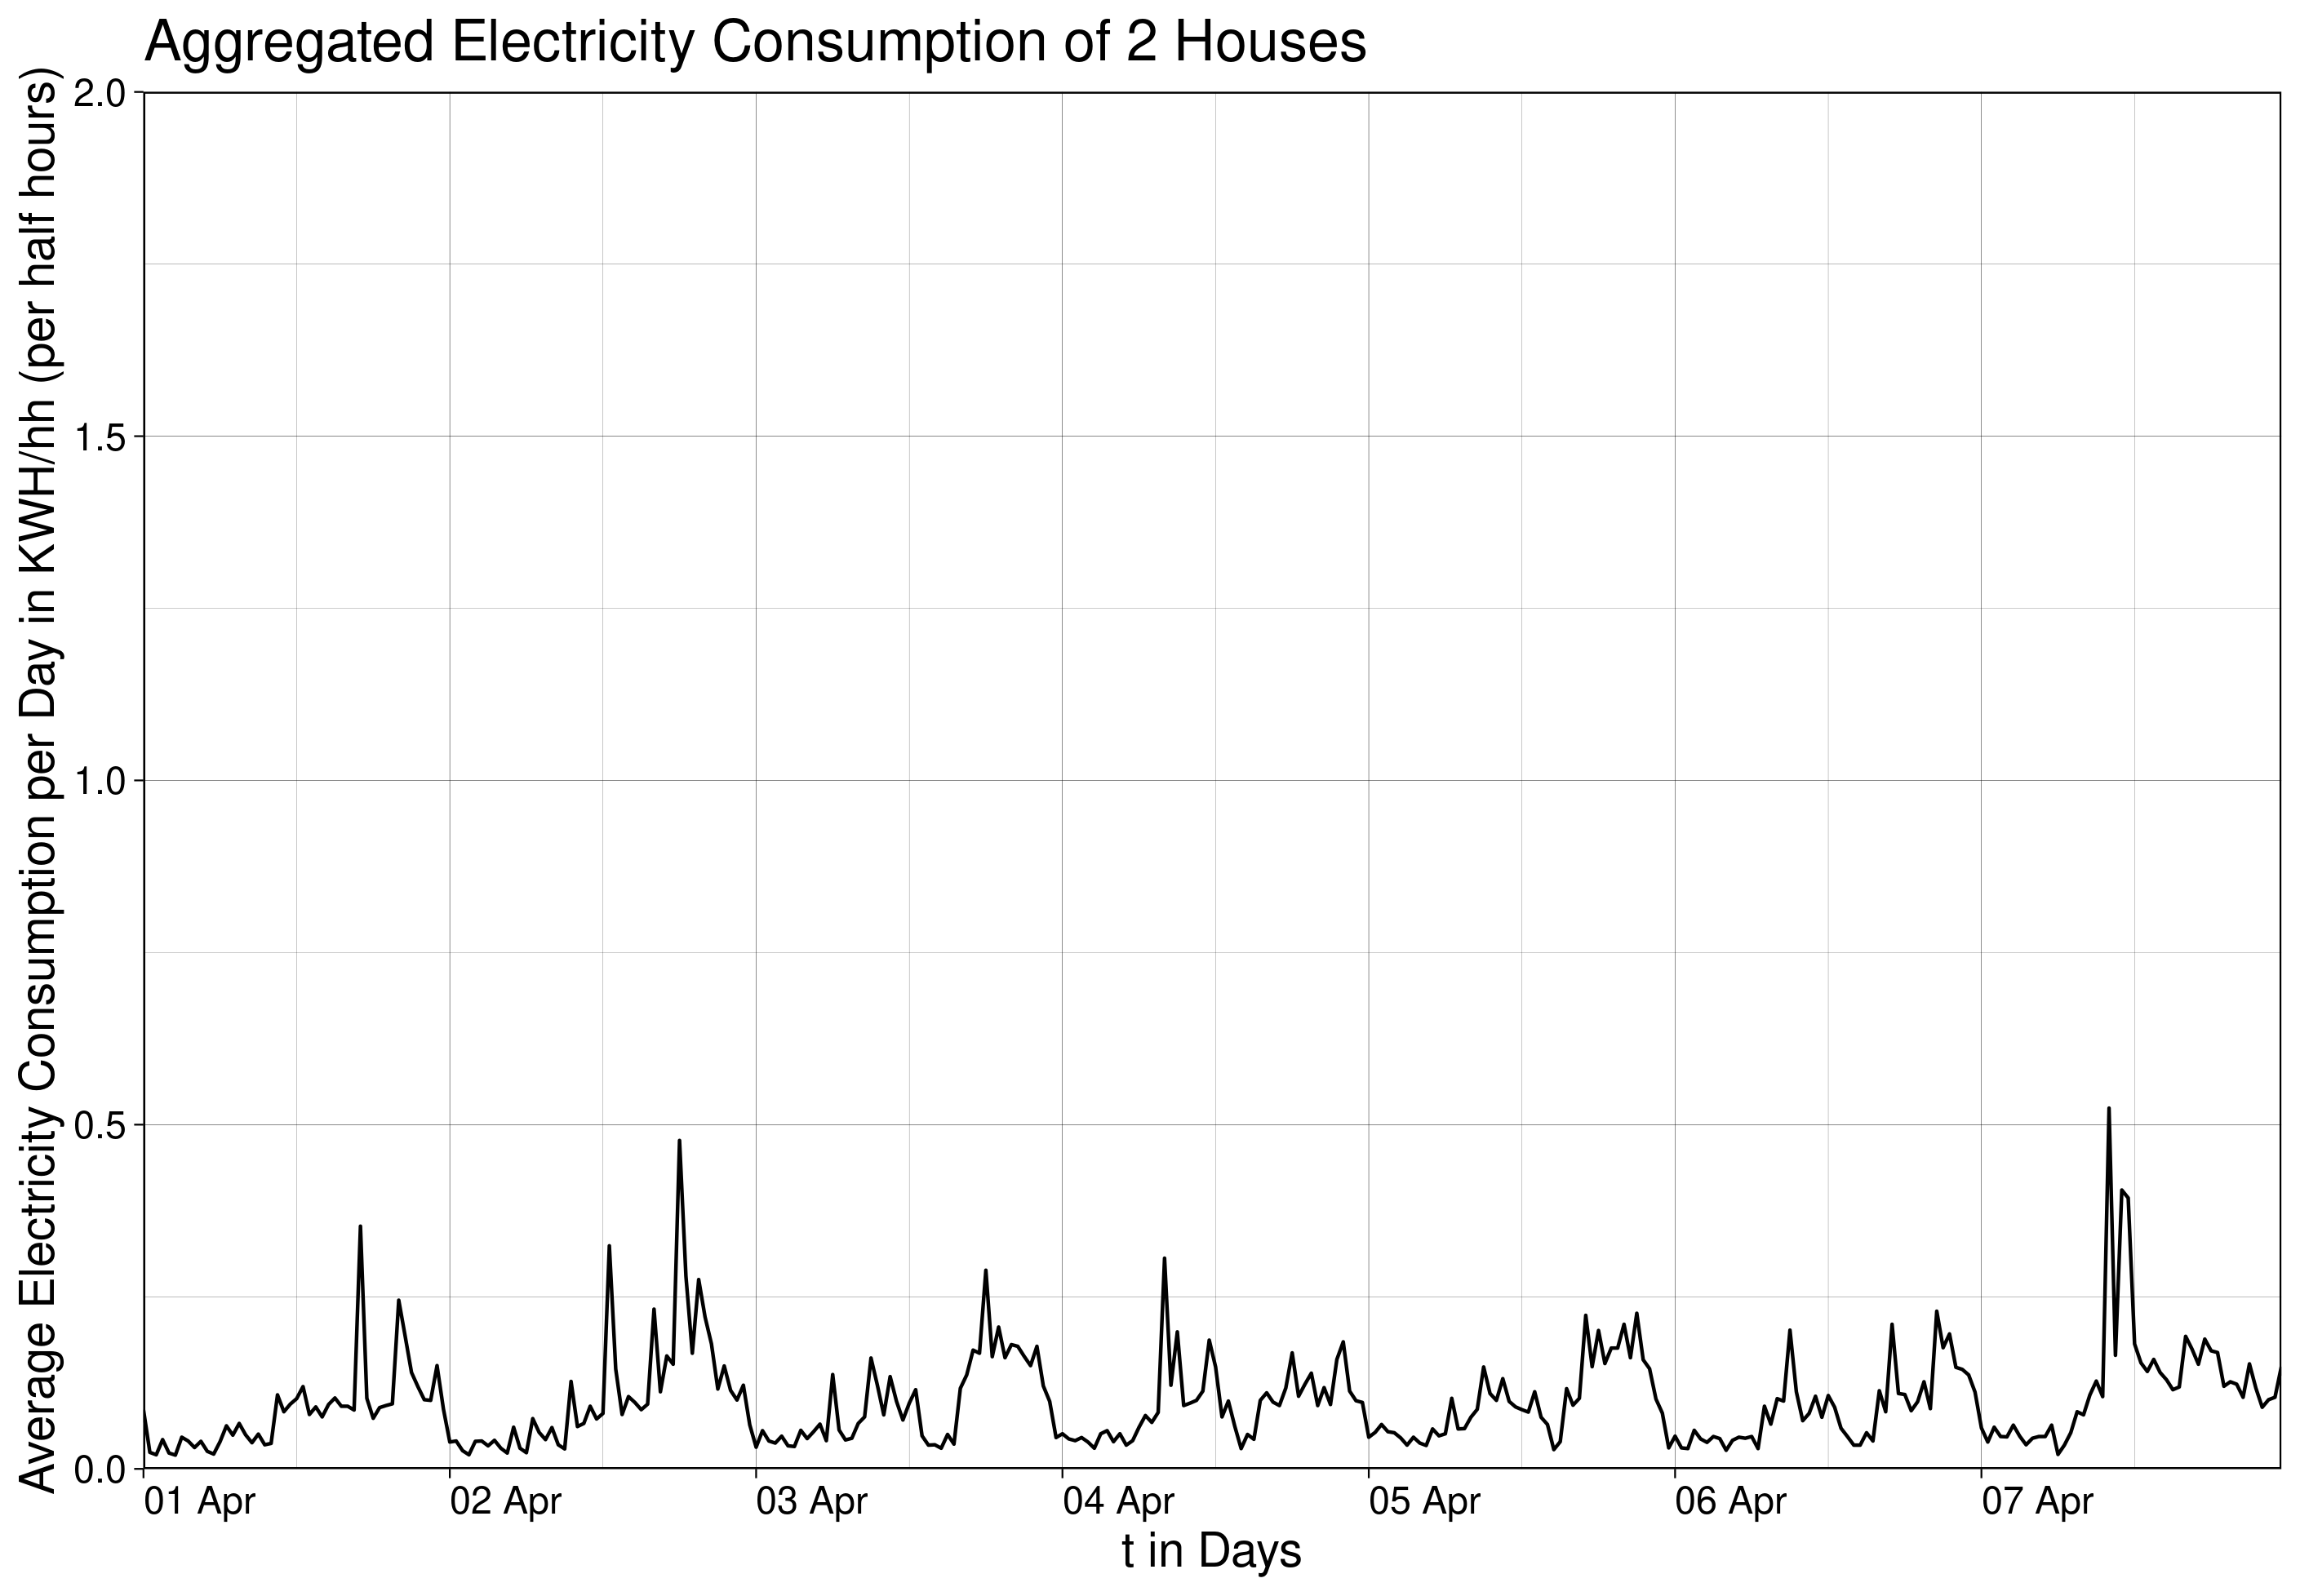 Aggregated Electricity Consumption of 2 Houses
Average Electricity Consumption per Day in KWH/hh (per half hours)
2.0
1.5
1.0
0.5
0.0
01 Apr
02 Apr
03 Apr
04 Apr
05 Apr
06 Apr
07 Apr
t in Days